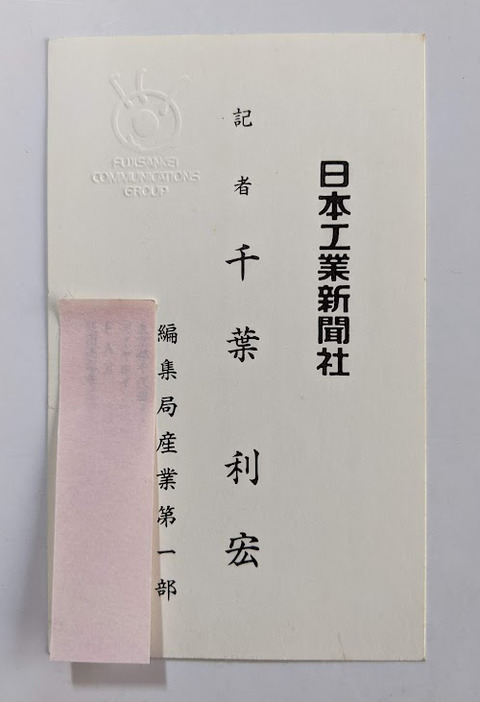 日本工業新聞社
記者 千葉利宏
編集局産業第一部
FUJISANKEI
COMMUNICATIONS
GROUP